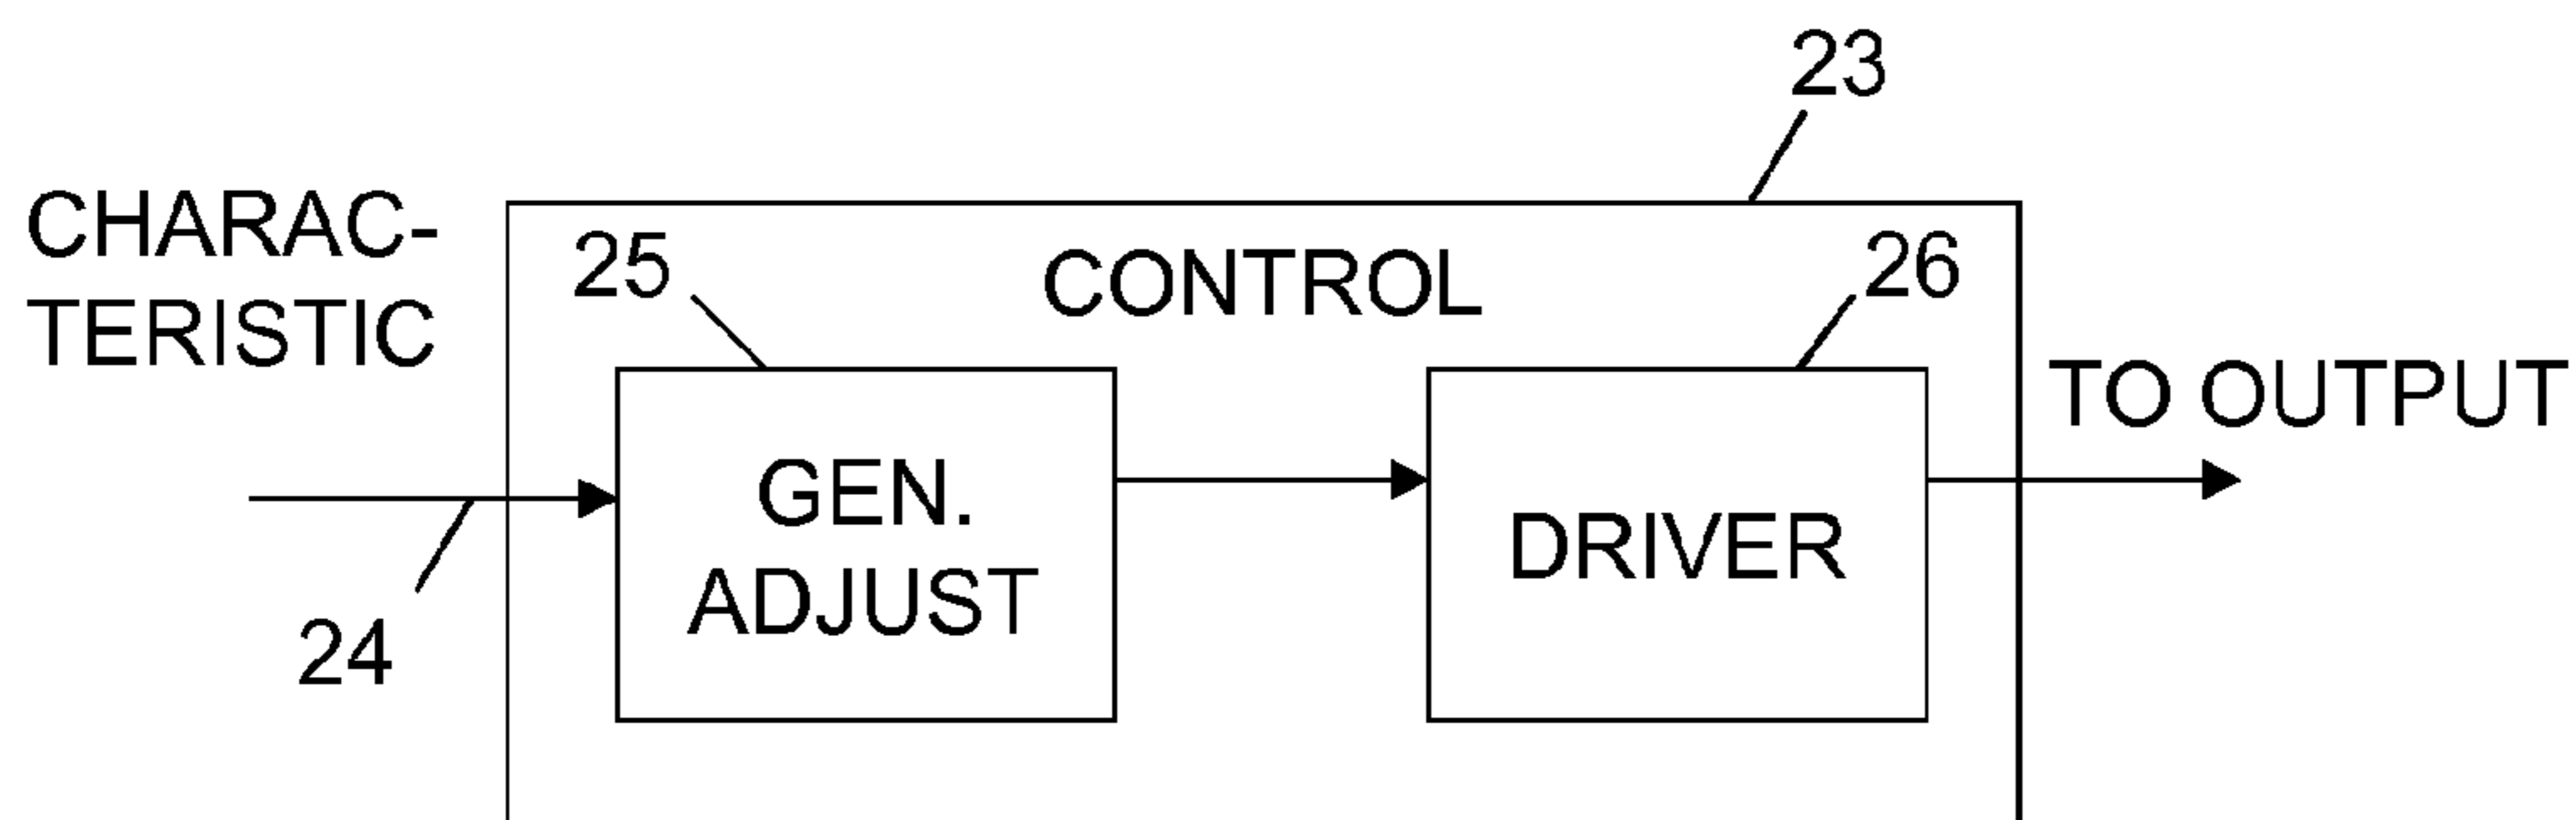 23
CHARAC-
TERISTIC
25
CONTROL
26
TO OUTPUT
GEN.
ADJUST
DRIVER
24